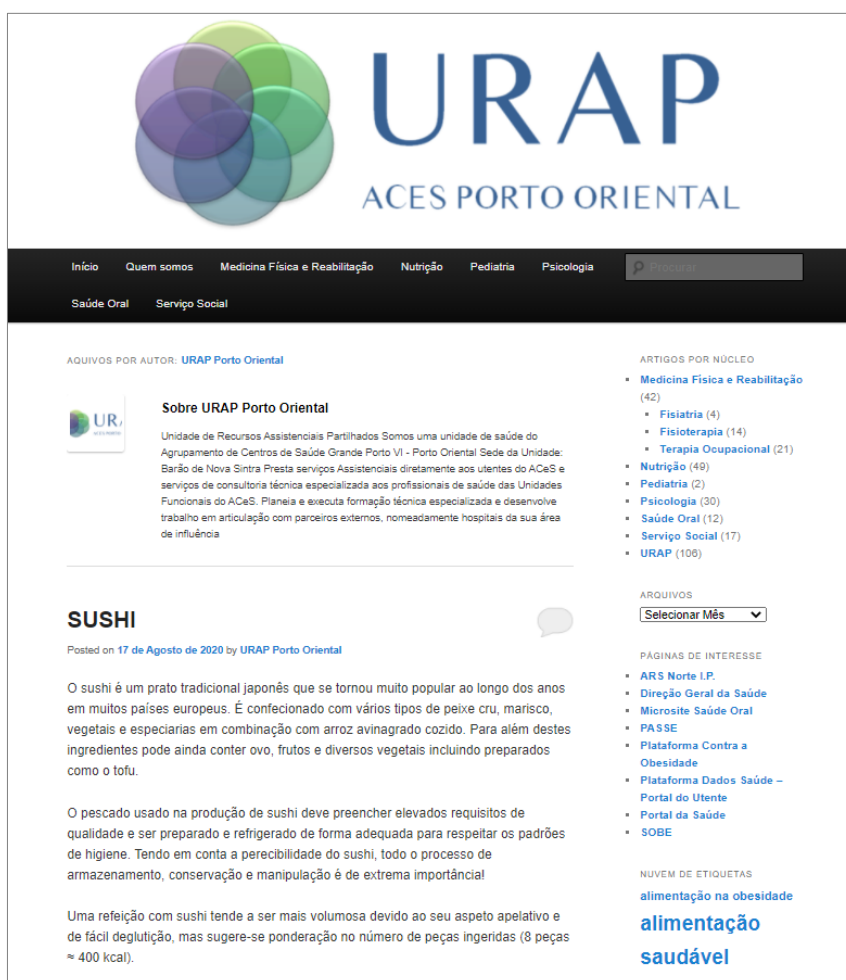 URAP
ACES PORTO ORIENTAL
Início Quem somos Medicina Física e Reabilitação Nutrição Pediatria Psicologia Procurar
Saúde Oral Serviço Social
AQUIVOS POR AUTOR: URAP Porto Oriental
Sobre URAP Porto Oriental
Unidade de Recursos Assistenciais Partilhados Somos uma unidade de saúde do
Agrupamento de Centros de Saúde Grande Porto VI - Porto Oriental Sede da Unidade:
Barão de Nova Sintra Presta serviços Assistenciais diretamente aos utentes do ACeS e
serviços de consultoria técnica especializada aos profissionais de saúde das Unidades
Funcionais do ACeS. Planeia e executa formação técnica especializada e desenvolve
trabalho em articulação com parceiros externos, nomeadamente hospitais da sua área
de influência
SUSHI
Posted on 17 de Agosto de 2020 by URAP Porto Oriental
O sushi é um prato tradicional japonês que se tornou muito popular ao longo dos anos
em muitos países europeus. É confecionado com vários tipos de peixe cru, marisco,
vegetais e especiarias em combinação com arroz avinagrado cozido. Para além destes
ingredientes pode ainda conter ovo, frutos e diversos vegetais incluindo preparados
como o tofu.
O pescado usado na produção de sushi deve preencher elevados requisitos de
qualidade e ser preparado e refrigerado de forma adequada para respeitar os padrões
de higiene. Tendo em conta a perecibilidade do sushi, todo o processo de
armazenamento, conservação e manipulação é de extrema importância!
Uma refeição com sushi tende a ser mais volumosa devido ao seu aspeto apelativo e
de fácil deglutição, mas sugere-se ponderação no número de peças ingeridas (8 peças
≈ 400 kcal).
ARTIGOS POR NÚCLEO
Medicina Física e Reabilitação
(42)
Fisiatria (4)
Fisioterapia (14)
Terapia Ocupacional (21)
Nutrição (49)
Pediatria (2)
Psicologia (30)
Saúde Oral (12)
Serviço Social (17)
URAP (106)
ARQUIVOS
Selecionar Mês
PÁGINAS DE INTERESSE
ARS Norte I.P.
Direção Geral da Saúde
Microsite Saúde Oral
PASSE
Plataforma Contra a
Obesidade
Plataforma Dados Saúde –
Portal do Utente
Portal da Saúde
SOBE
NUVEM DE ETIQUETAS
alimentação na obesidade
alimentação
saudável